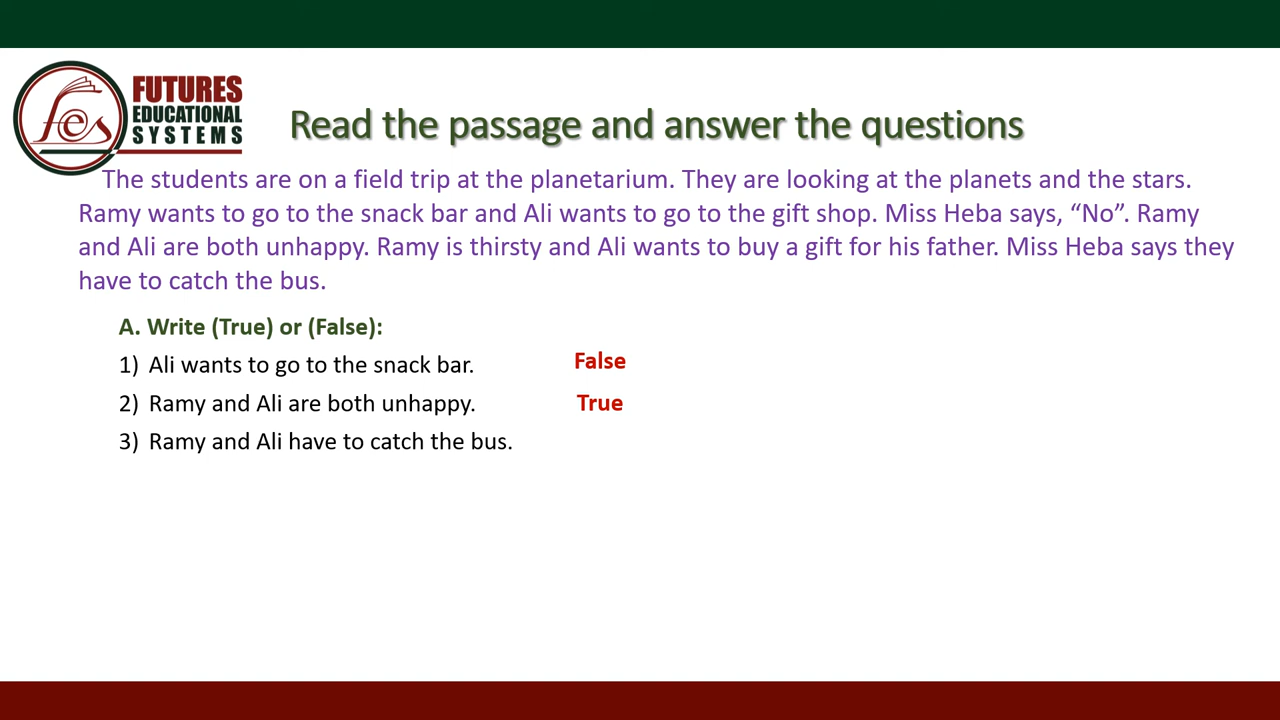 fes
FUTURES
EDUCATIONAL
SYSTEMS
Read the passage and answer the questions
The students are on a field trip at the planetarium. They are looking at the planets and the stars.
Ramy wants to go to the snack bar and Ali wants to go to the gift shop. Miss Heba says, “No”. Ramy
and Ali are both unhappy. Ramy is thirsty and Ali wants to buy a gift for his father. Miss Heba says they
have to catch the bus.
A. Write (True) or (False):
1) Ali wants to go to the snack bar. False
2) Ramy and Ali are both unhappy. True
3) Ramy and Ali have to catch the bus.